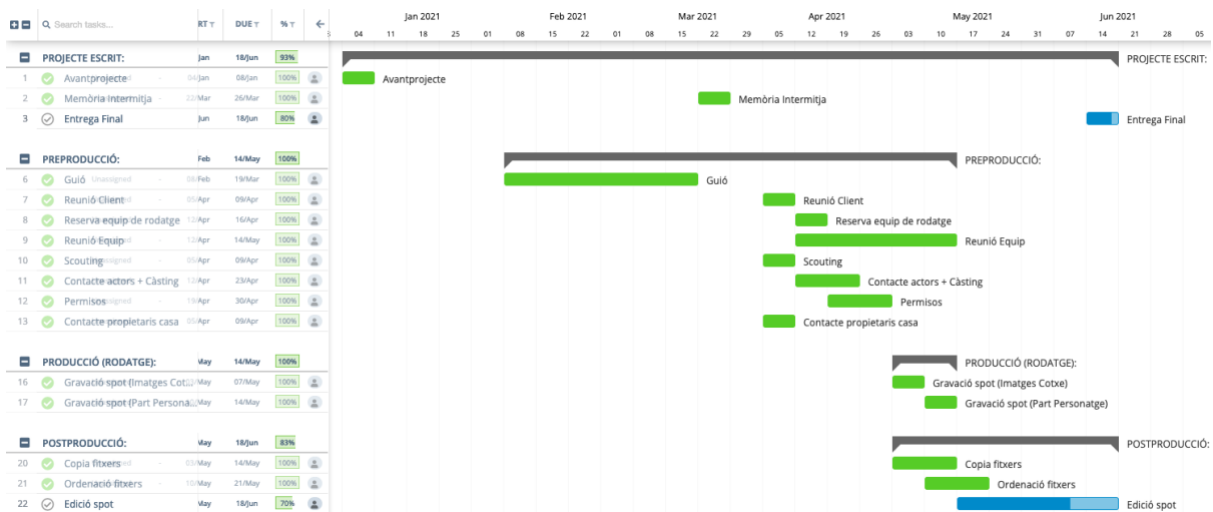 Jan 2021 Feb 2021 Mar 2021 Apr 2021 May 2021 Jun 2021
Search tasks... RT DUE %
04 11 18 25 01 08 15 22 01 08 15 22 29 05 12 19 26 03 10 17 24 31 07 14 21 28 05
PROJECTE ESCRIT: Jan 18/Jun 93% PROJECTE ESCRIT:
1 Avantprojecte 04/Jan 08/Jan 100% Avantprojecte
2 Memòria Intermitja 22/Mar 26/Mar 100% Memòria Intermitja
3 Entrega Final Jun 18/Jun 80% Entrega Final
PREPRODUCCIÓ: Feb 14/May 100% PREPRODUCCIÓ:
6 Guió Unassigned - 08/Feb 19/Mar 100% Guió
7 Reunió Client - 05/Apr 09/Apr 100% Reunió Client
8 Reserva equip de rodatge 12/Apr 16/Apr 100% Reserva equip de rodatge
9 Reunió Equip - 12/Apr 14/May 100% Reunió Equip
10 Scouting - 05/Apr 09/Apr 100% Scouting
11 Contacte actors + Càsting 12/Apr 23/Apr 100% Contacte actors + Càsting
12 Permisos - 19/Apr 30/Apr 100% Permisos
13 Contacte propietaris casa 05/Apr 09/Apr 100% Contacte propietaris casa
PRODUCCIÓ (RODATGE): May 14/May 100% PRODUCCIÓ (RODATGE):
16 Gravació spot (Imatges Cot... May 07/May 100% Gravació spot (Imatges Cotxe)
17 Gravació spot (Part Persona... May 14/May 100% Gravació spot (Part Personatge)
POSTPRODUCCIÓ: May 18/Jun 83% POSTPRODUCCIÓ:
20 Copia fitxers - 03/May 14/May 100% Copia fitxers
21 Ordenació fitxers - 10/May 21/May 100% Ordenació fitxers
22 Edició spot May 18/Jun 70% Edició spot